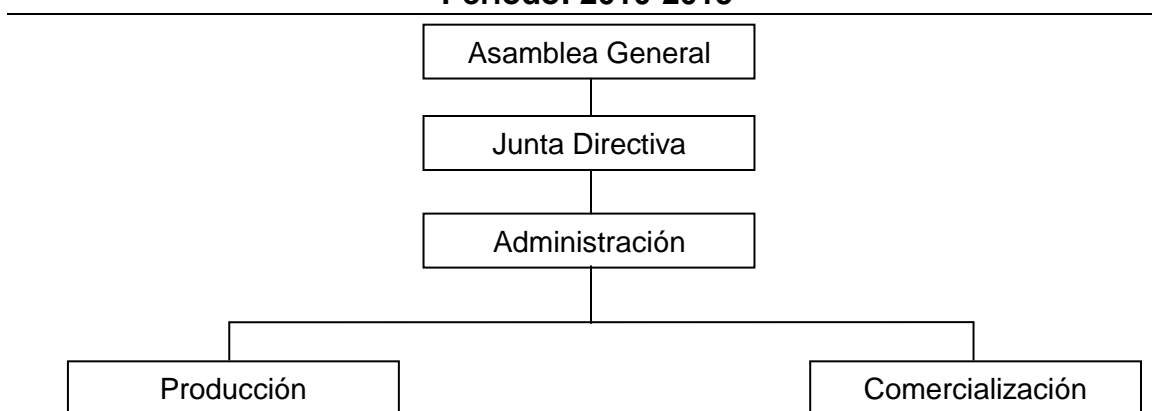 Asamblea General
Junta Directiva
Administración
Producción
Comercialización